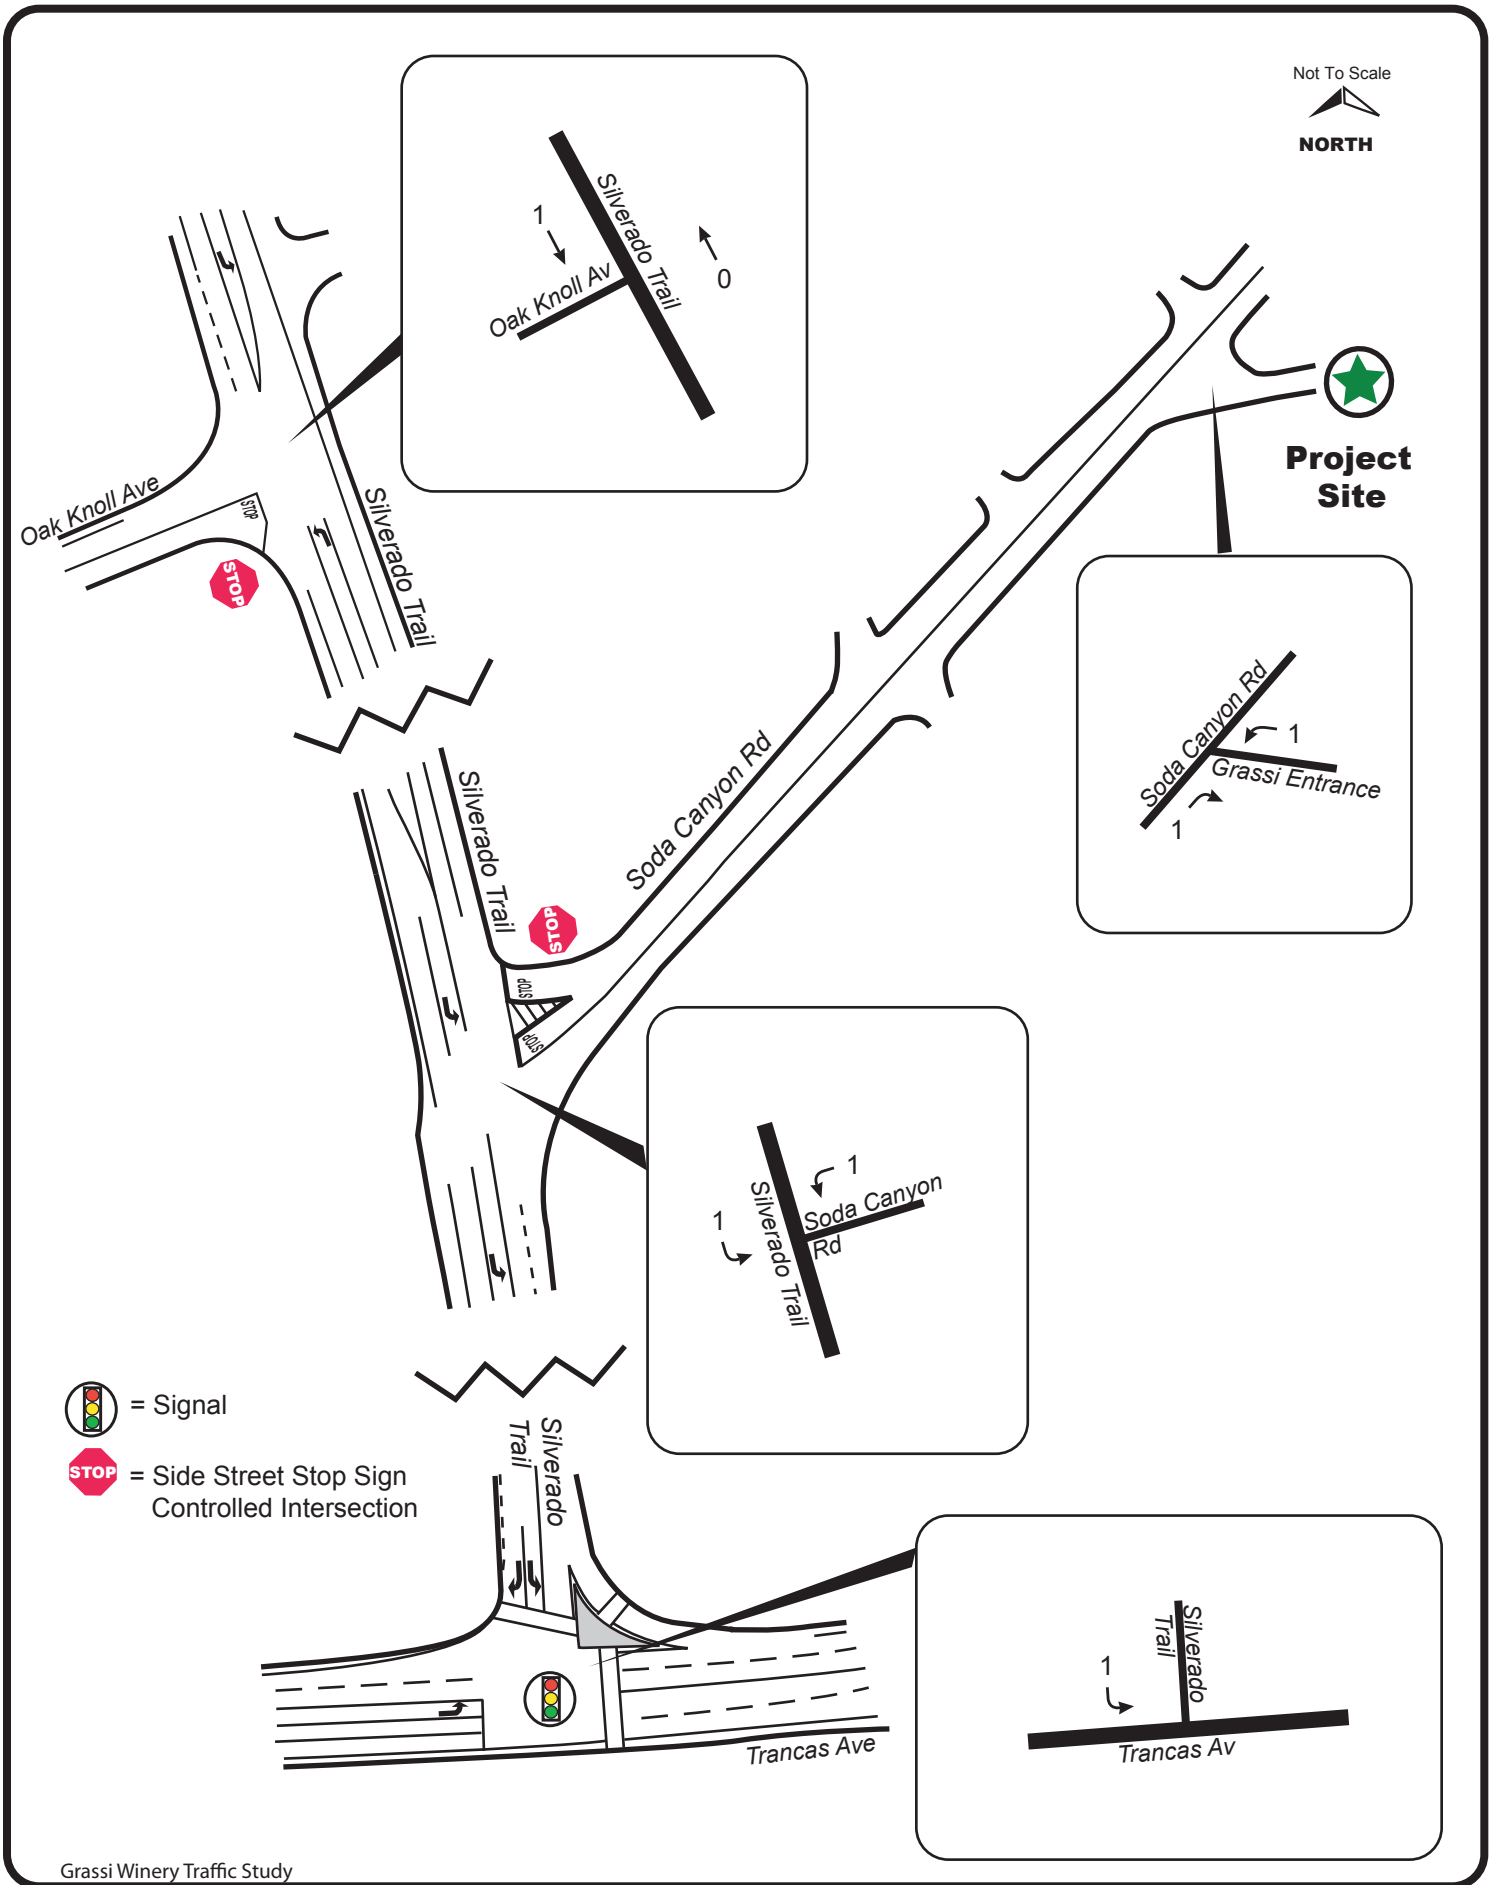 Not To Scale
NORTH
1
Silverado Trail
0
Oak Knoll Av
Oak Knoll Ave
STOP
STOP
Silverado Trail
Project
Site
Soda Canyon Rd
1
Grassi Entrance
1
Silverado Trail
Soda Canyon Rd
STOP
STOP
STOP
1
Soda Canyon
Rd
1
Silverado Trail
= Signal
STOP
= Side Street Stop Sign
Controlled Intersection
Silverado
Trail
Silverado
Trail
1
Trancas Av
Trancas Ave
Grassi Winery Traffic Study